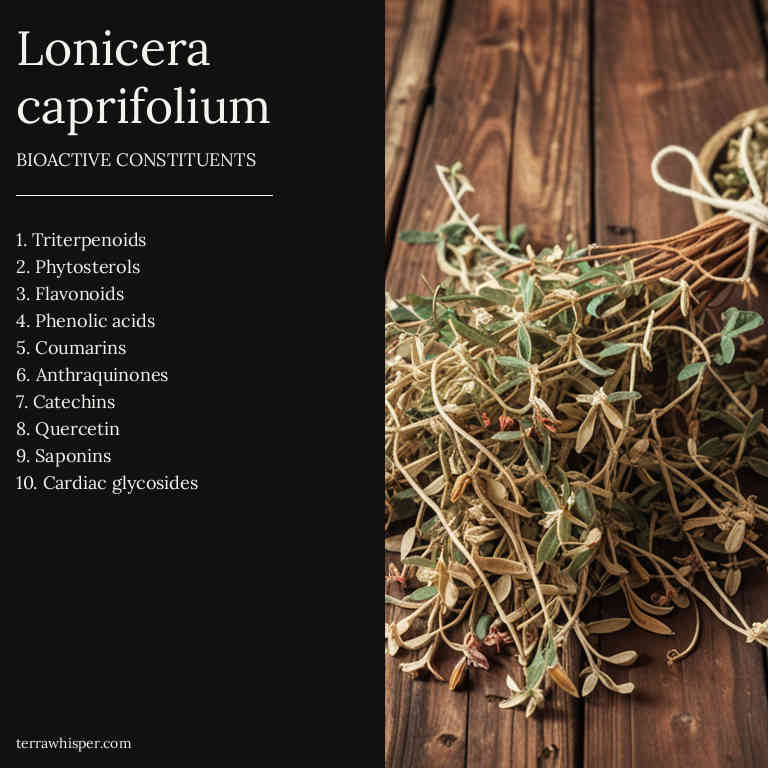 Lonicera
caprifolium
BIOACTIVE CONSTITUENTS
1. Triterpenoids
2. Phytosterols
3. Flavonoids
4. Phenolic acids
5. Coumarins
6. Anthraquinones
7. Catechins
8. Quercetin
9. Saponins
10. Cardiac glycosides
terrawhisper.com